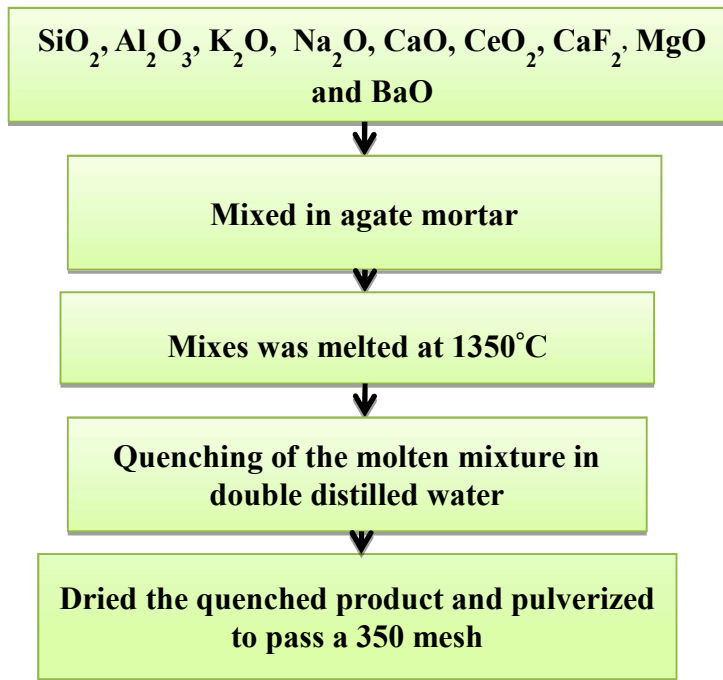 SiO₂, Al₂O₃, K₂O, Na₂O, CaO, CeO₂, CaF₂, MgO
and BaO
Mixed in agate mortar
Mixes was melted at 1350°C
Quenching of the molten mixture in
double distilled water
Dried the quenched product and pulverized
to pass a 350 mesh